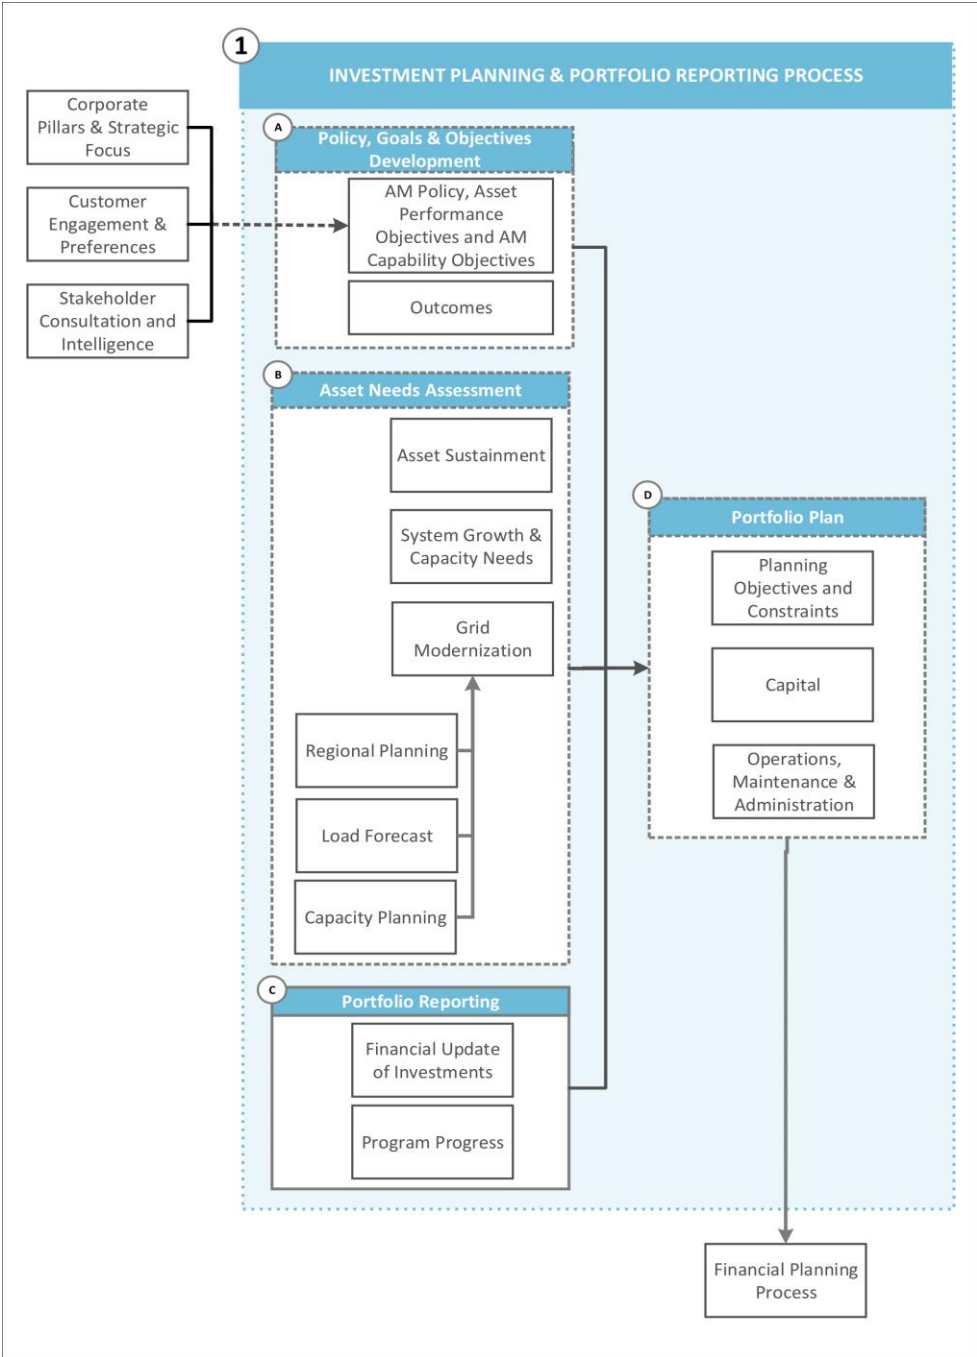 1
INVESTMENT PLANNING & PORTFOLIO REPORTING PROCESS
Corporate
Pillars & Strategic
Focus
Customer
Engagement &
Preferences
Stakeholder
Consultation and
Intelligence
A
Policy, Goals & Objectives
Development
AM Policy, Asset
Performance
Objectives and AM
Capability Objectives
Outcomes
B
Asset Needs Assessment
Asset Sustainment
System Growth &
Capacity Needs
Grid
Modernization
Regional Planning
Load Forecast
Capacity Planning
C
Portfolio Reporting
Financial Update
of Investments
Program Progress
D
Portfolio Plan
Planning
Objectives and
Constraints
Capital
Operations,
Maintenance &
Administration
Financial Planning
Process